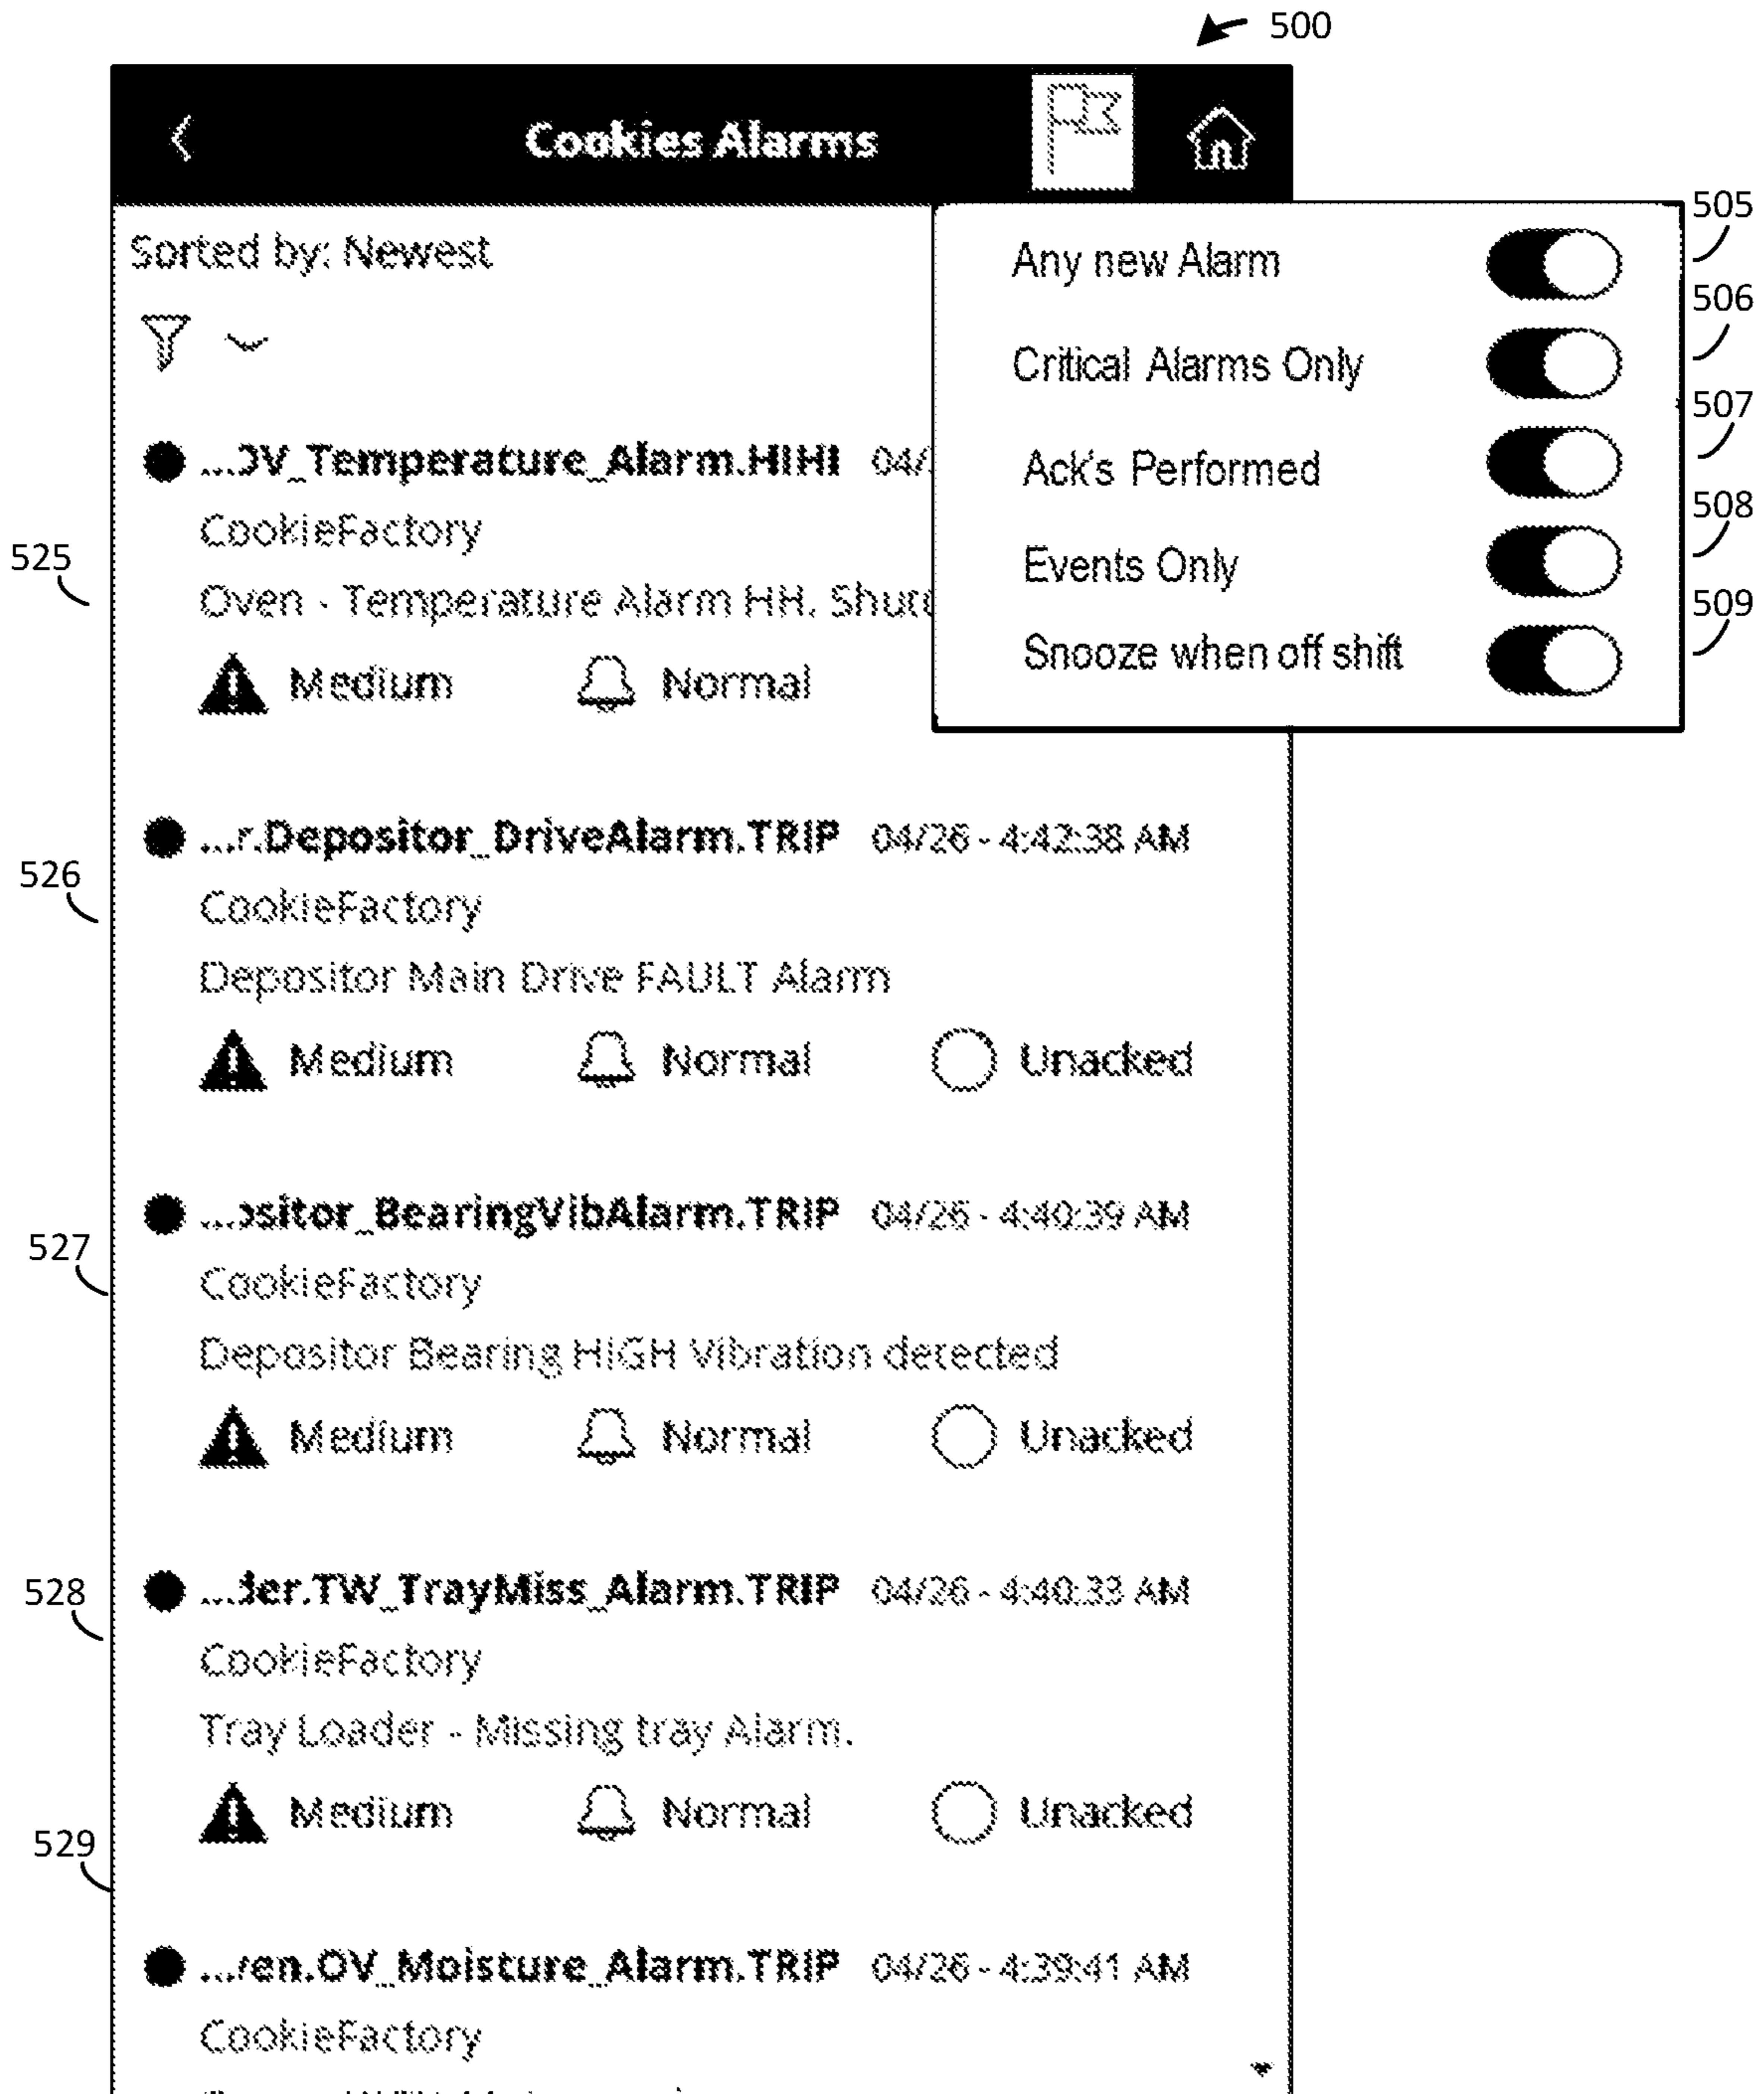 500
Cookies Alarms
Sorted by: Newest
Any new Alarm 505
Critical Alarms Only 506
Ack's Performed 507
Events Only 508
Snooze when off shift 509
...OV_Temperature_Alarm.HIHI 04/
CookieFactory
525
Oven - Temperature Alarm HH. Shut
Medium Normal
...r.Depositor_DriveAlarm.TRIP 04/26 - 4:42:38 AM
526
CookieFactory
Depositor Main Drive FAULT Alarm
Medium Normal Unacked
...ositor_BearingVibAlarm.TRIP 04/26 - 4:40:39 AM
527
CookieFactory
Depositor Bearing HIGH Vibration detected
Medium Normal Unacked
528
...der.TW_TrayMiss_Alarm.TRIP 04/26 - 4:40:33 AM
CookieFactory
Tray Loader - Missing tray Alarm.
Medium Normal Unacked
529
...ven.OV_Moisture_Alarm.TRIP 04/26 - 4:39:41 AM
CookieFactory